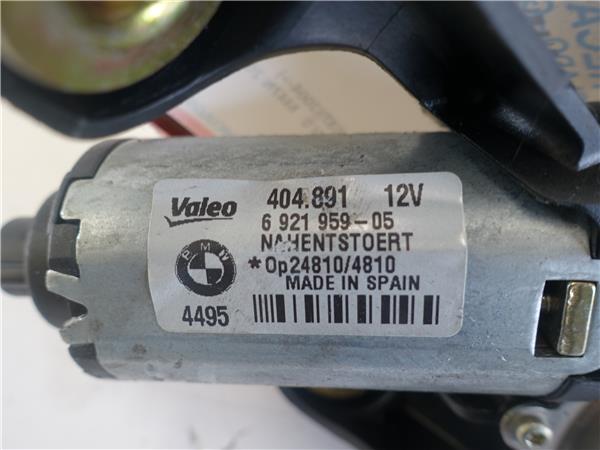 Valeo 404.891 12V
6 921 959-05
NAHENTSTOERT
BMW
*Op24810/4810
MADE IN SPAIN
4495